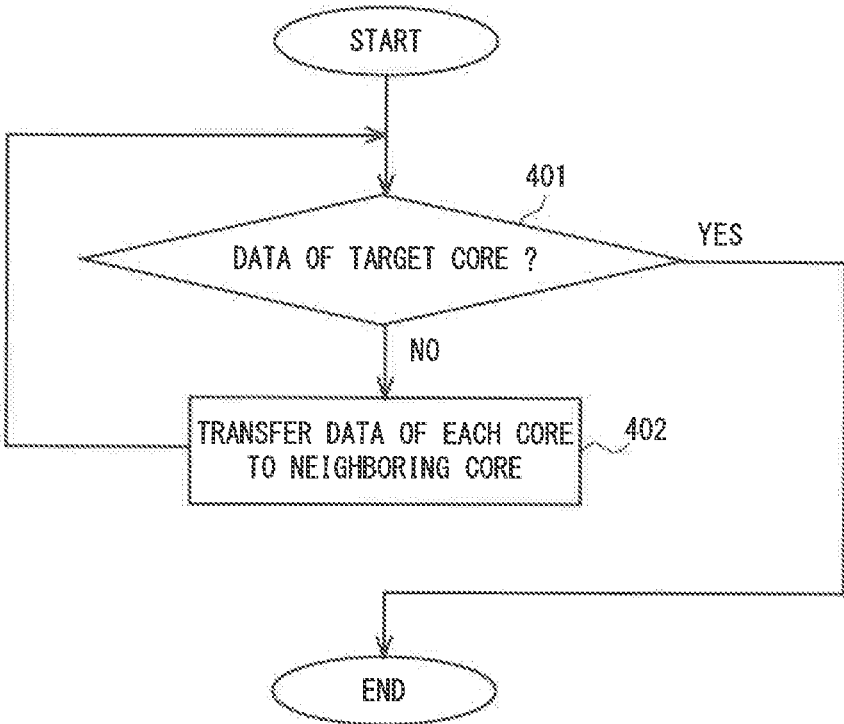 START
401
DATA OF TARGET CORE ?
YES
NO
TRANSFER DATA OF EACH CORE
TO NEIGHBORING CORE
402
END